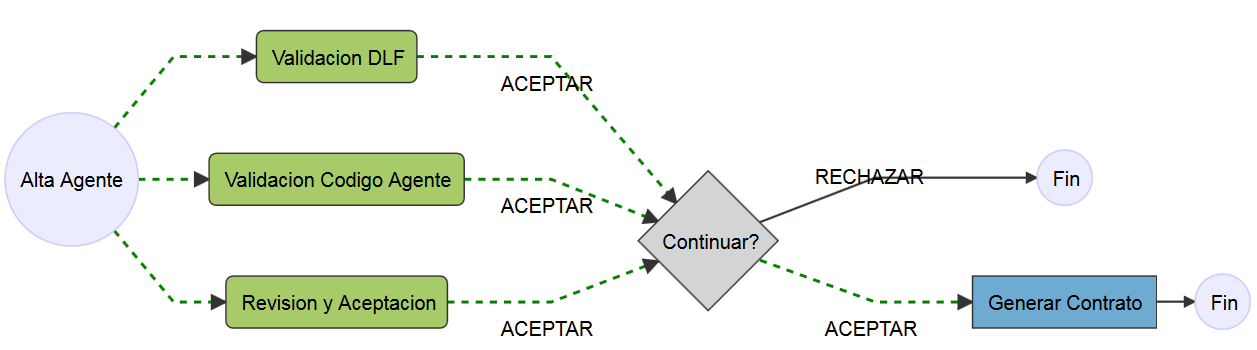 Alta Agente
Validacion DLF
ACEPTAR
Validacion Codigo Agente
ACEPTAR
Revision y Aceptacion
ACEPTAR
Continuar?
RECHAZAR
Fin
ACEPTAR
Generar Contrato
Fin